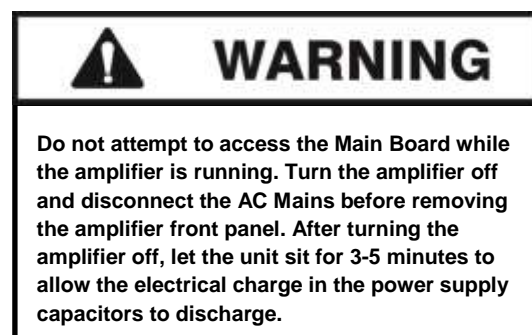 WARNING
Do not attempt to access the Main Board while
the amplifier is running. Turn the amplifier off
and disconnect the AC Mains before removing
the amplifier front panel. After turning the
amplifier off, let the unit sit for 3-5 minutes to
allow the electrical charge in the power supply
capacitors to discharge.